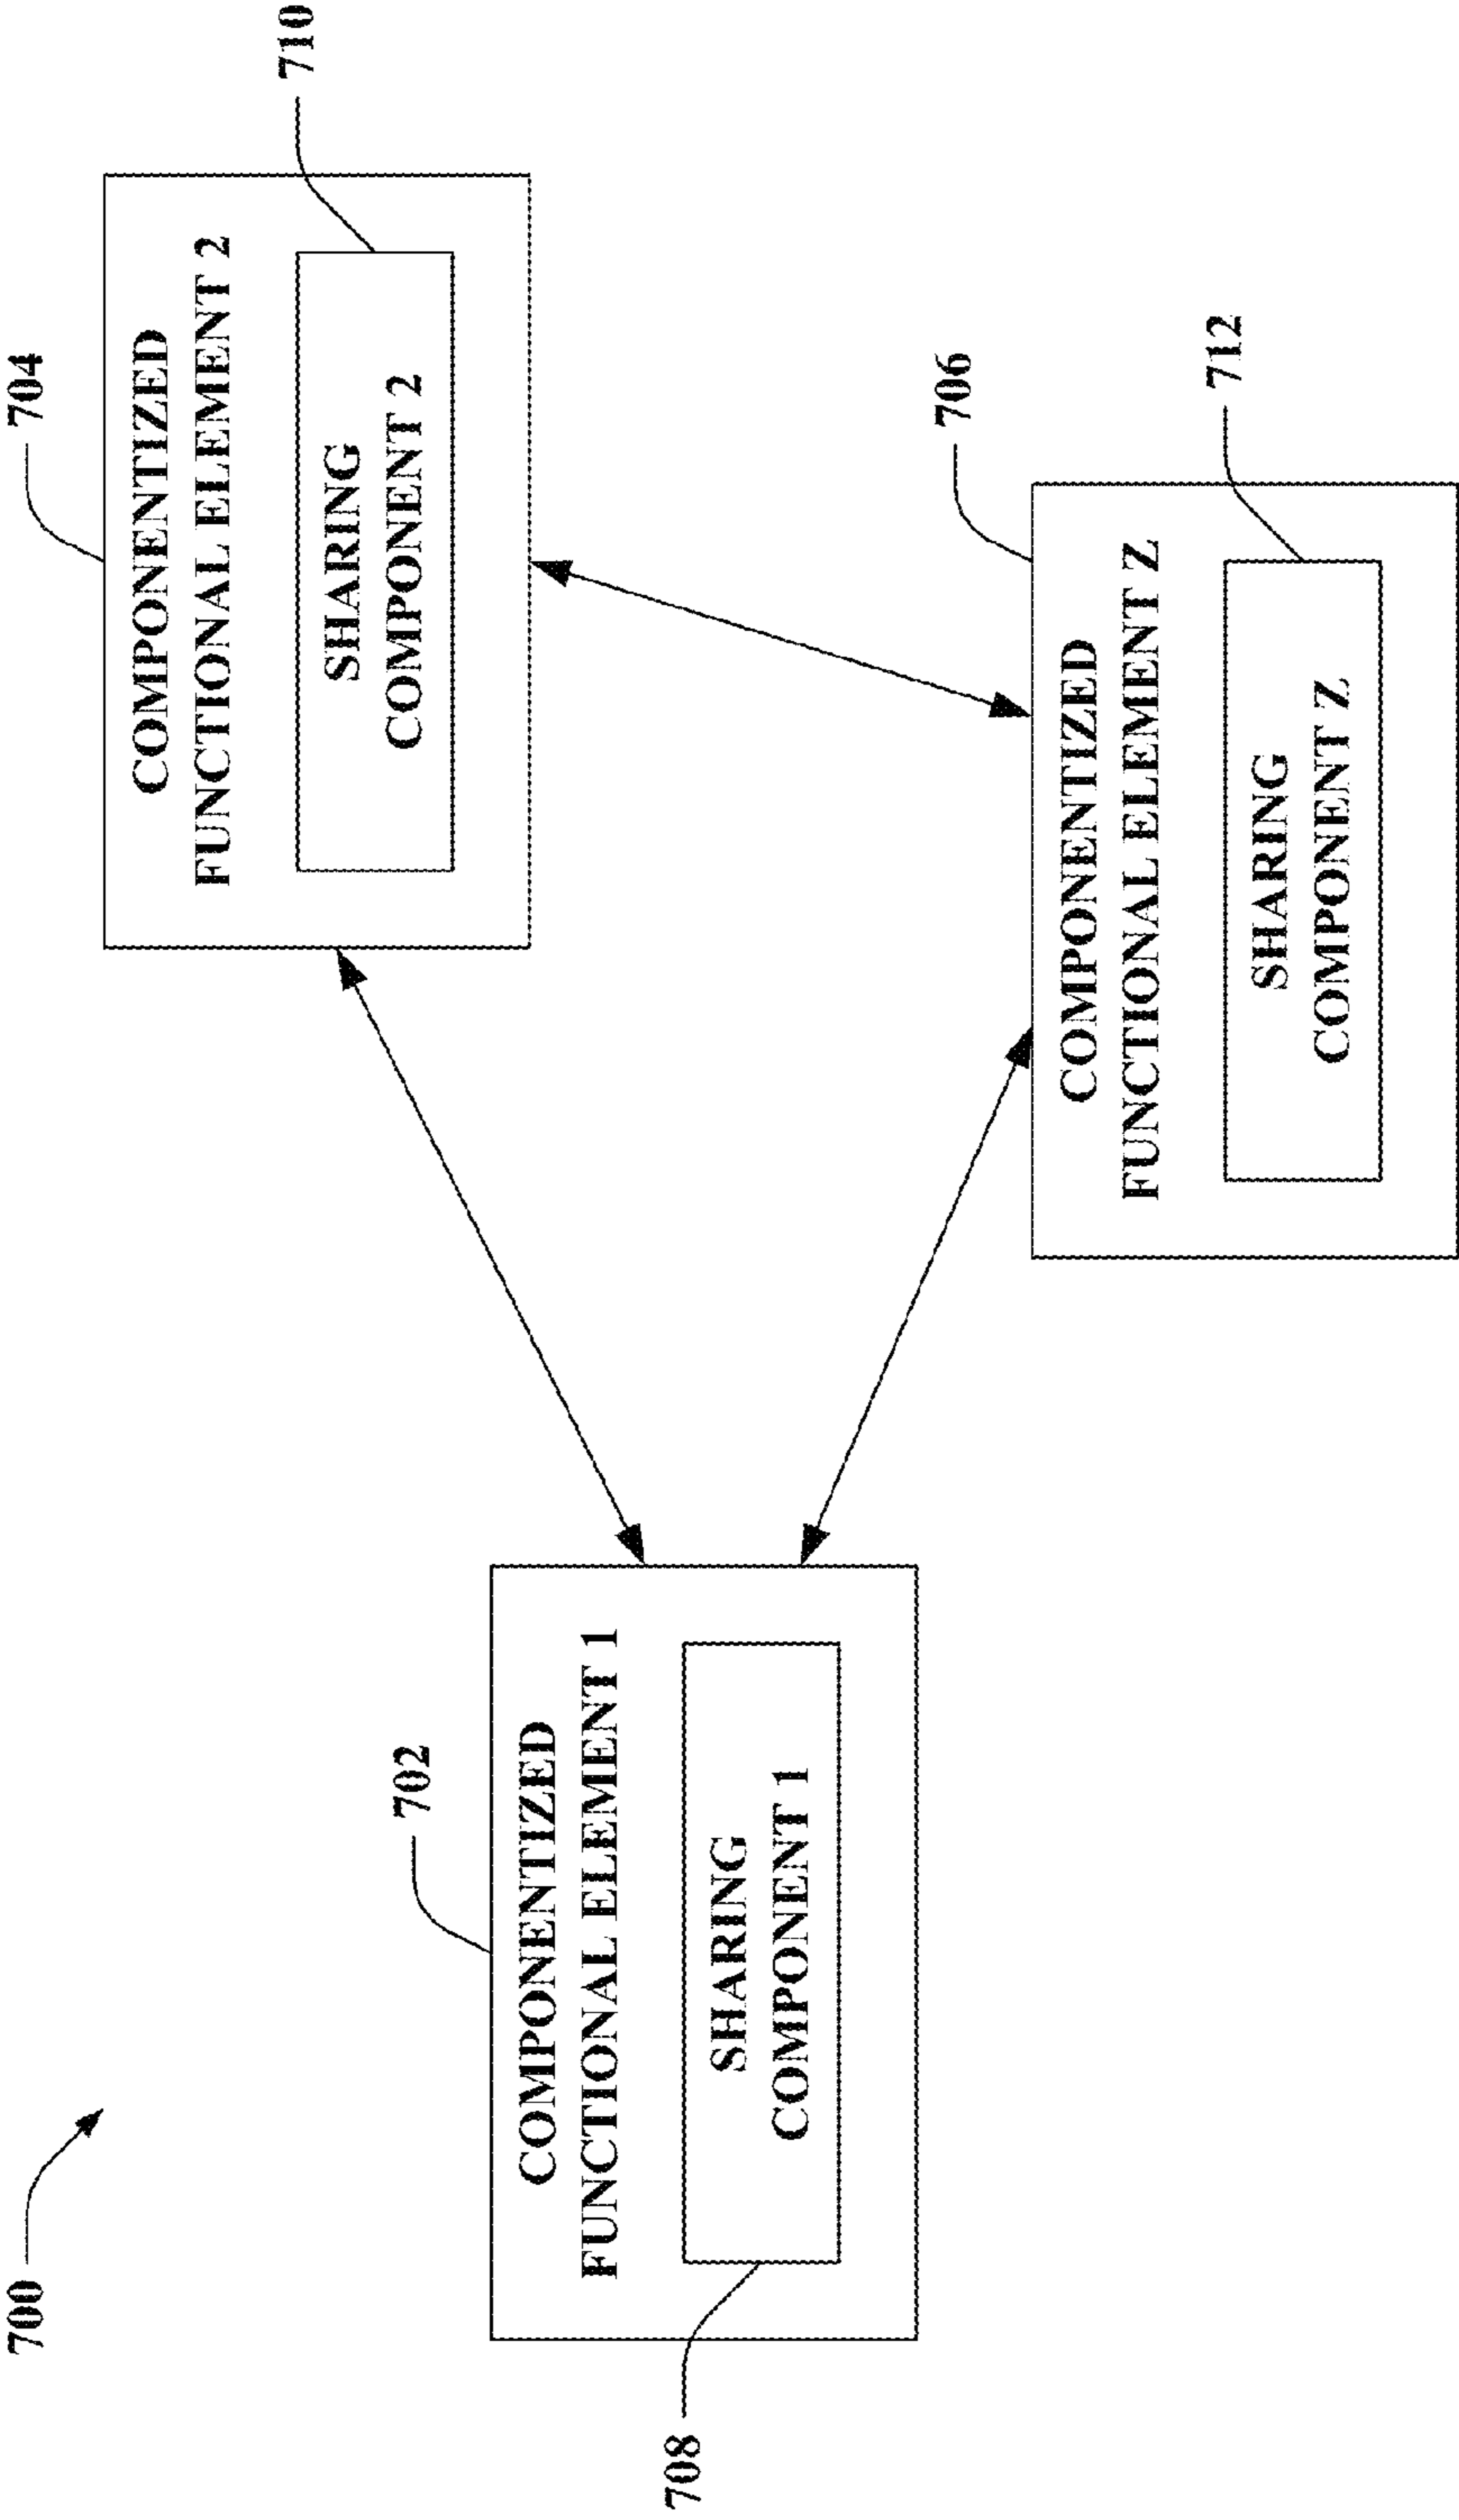 700
704
COMPONENTIZED
FUNCTIONAL ELEMENT 2
SHARING
COMPONENT 2
710
702
COMPONENTIZED
FUNCTIONAL ELEMENT 1
SHARING
COMPONENT 1
708
706
COMPONENTIZED
FUNCTIONAL ELEMENT Z
SHARING
COMPONENT Z
712